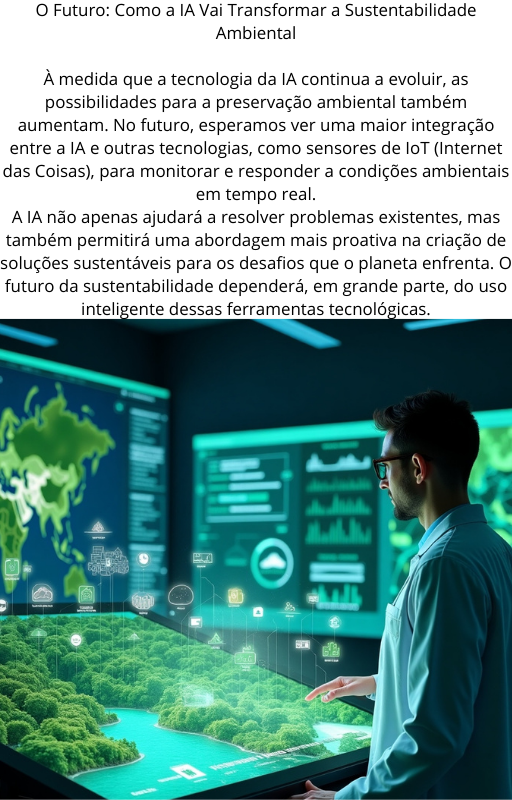 O Futuro: Como a IA Vai Transformar a Sustentabilidade
Ambiental
À medida que a tecnologia da IA continua a evoluir, as
possibilidades para a preservação ambiental também
aumentam. No futuro, esperamos ver uma maior integração
entre a IA e outras tecnologias, como sensores de IoT (Internet
das Coisas), para monitorar e responder a condições ambientais
em tempo real.
A IA não apenas ajudará a resolver problemas existentes, mas
também permitirá uma abordagem mais proativa na criação de
soluções sustentáveis para os desafios que o planeta enfrenta. O
futuro da sustentabilidade dependerá, em grande parte, do uso
inteligente dessas ferramentas tecnológicas.